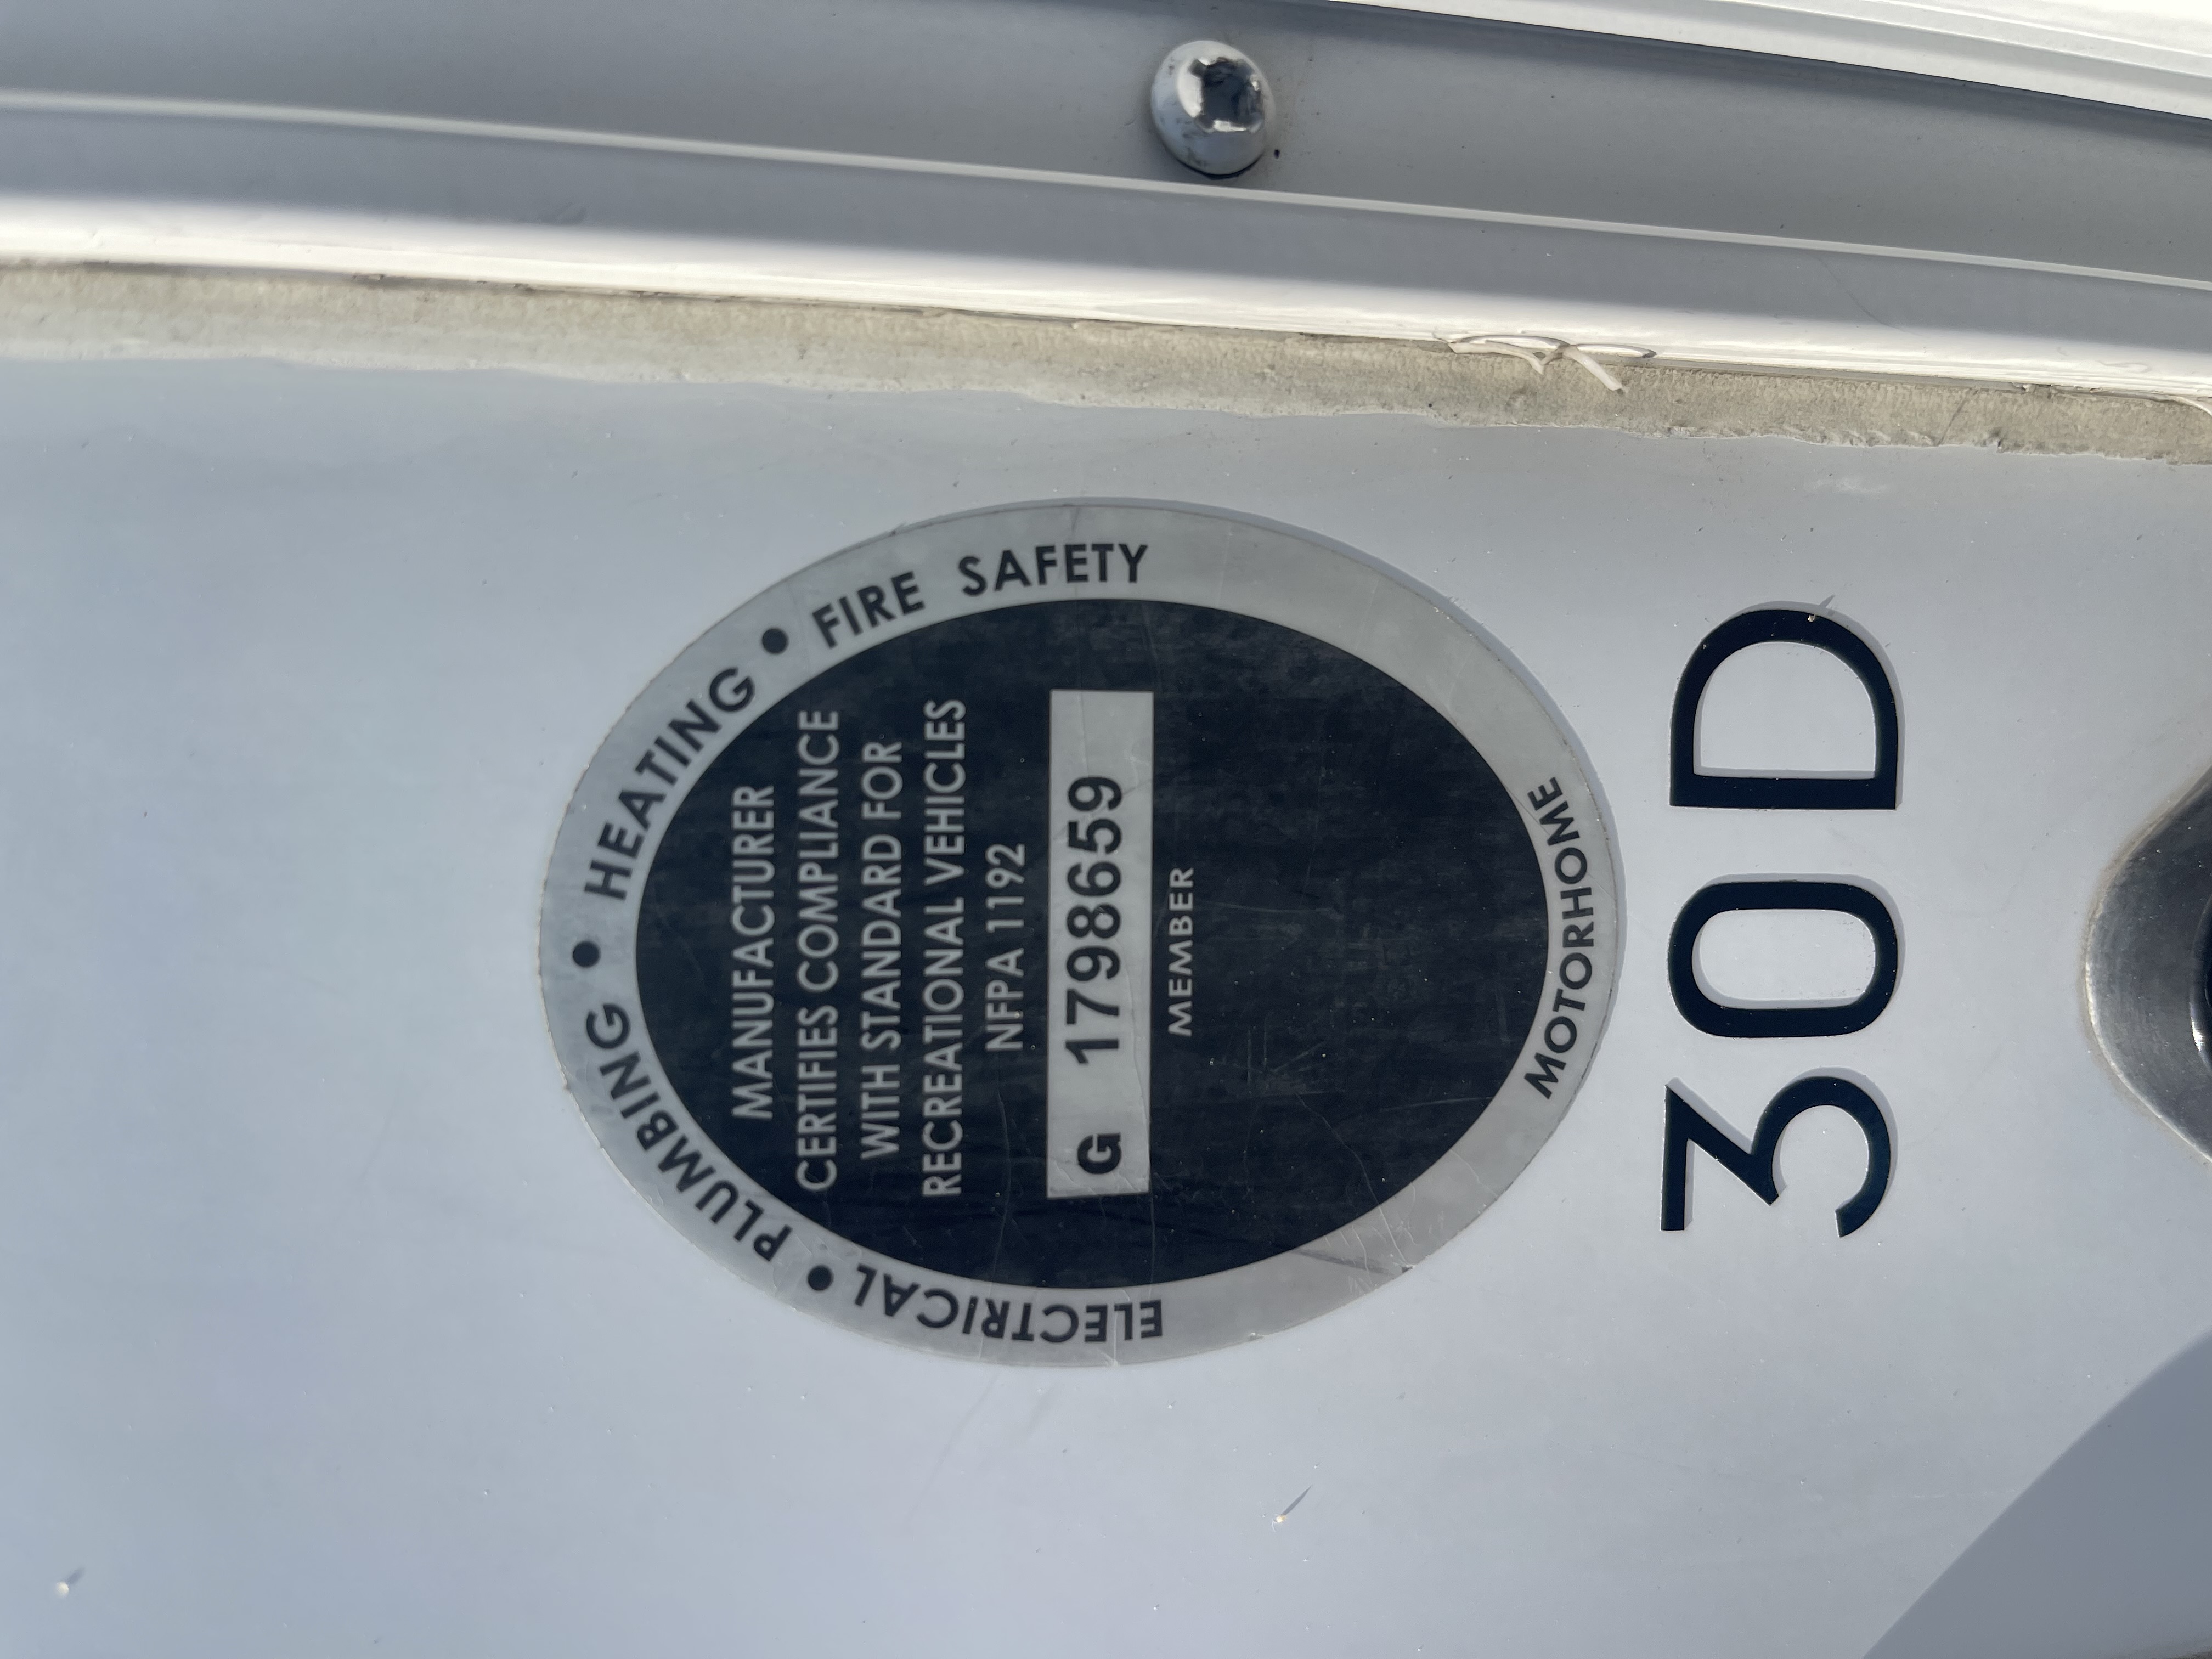 ELECTRICAL • PLUMBING • HEATING • FIRE SAFETY
MANUFACTURER
CERTIFIES COMPLIANCE
WITH STANDARD FOR
RECREATIONAL VEHICLES
NFPA 1192
G 1798659
MEMBER
MOTORHOME
30D